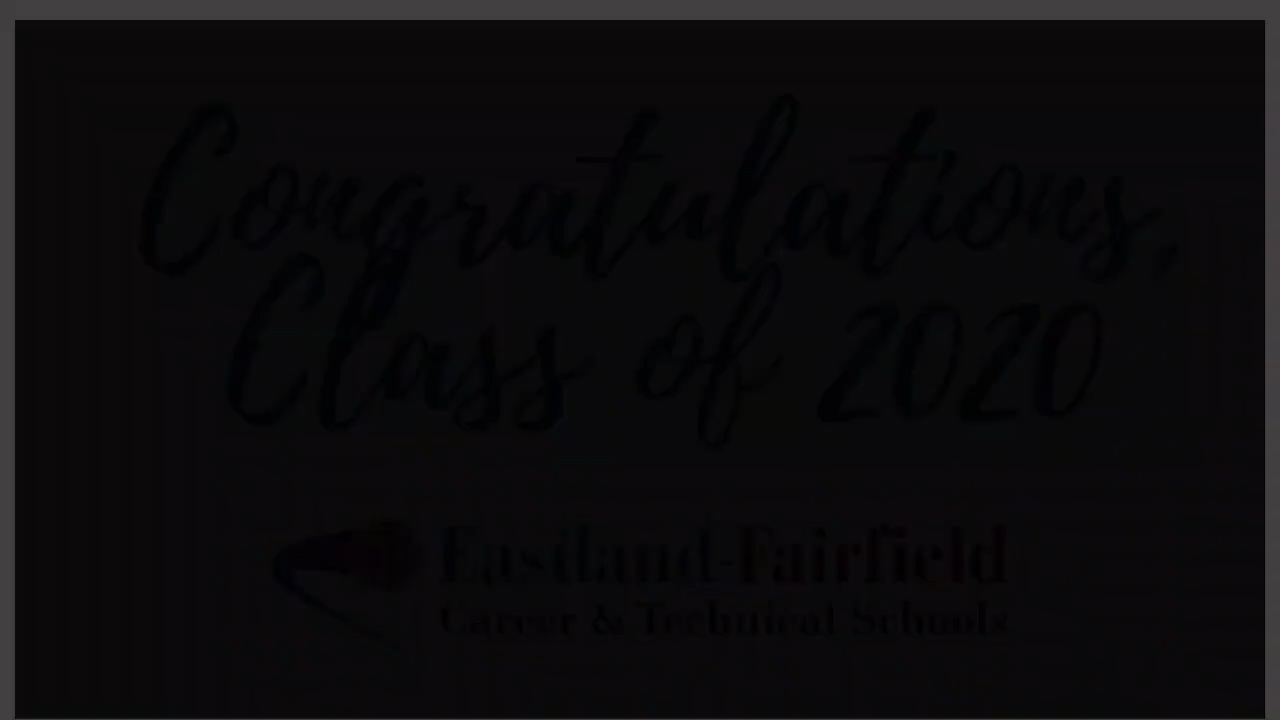 Congratulations,
Class of 2020
Eastland-Fairfield
Career & Technical Schools